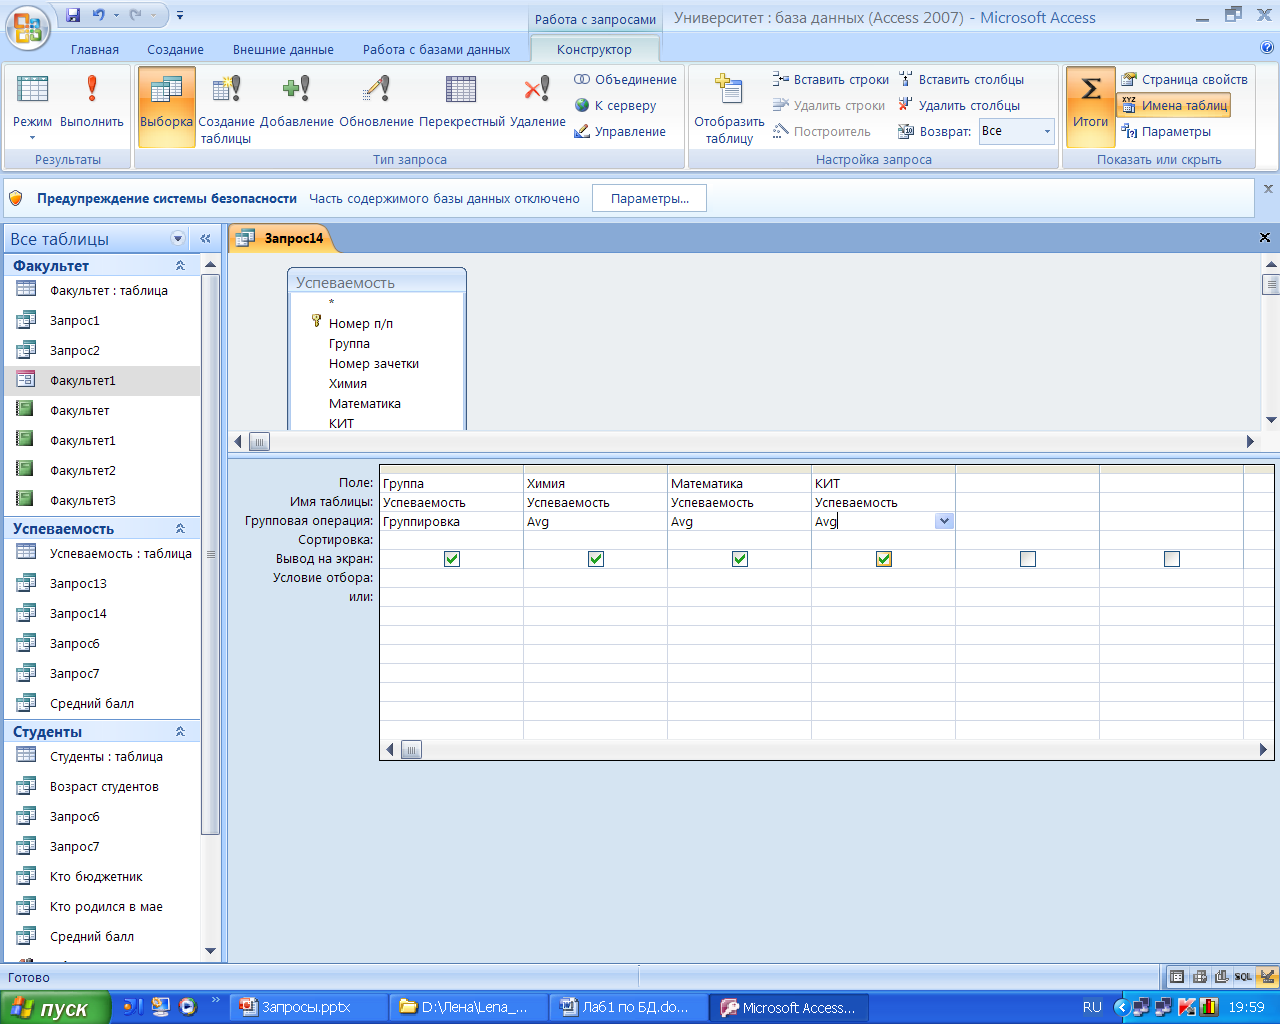 Работа с запросами
Университет : база данных (Access 2007) - Microsoft Access
Главная
Создание
Внешние данные
Работа с базами данных
Конструктор
Режим
Выполнить
Результаты
Выборка
Создание таблицы
Добавление
Обновление
Перекрестный
Удаление
Объединение
К серверу
Управление
Тип запроса
Отобразить таблицу
Вставить строки
Удалить строки
Построитель
Вставить столбцы
Удалить столбцы
Возврат: Все
Настройка запроса
Итоги
Страница свойств
Имена таблиц
Параметры
Показать или скрыть
Предупреждение системы безопасности Часть содержимого базы данных отключено Параметры...
Все таблицы
Факультет
Факультет : таблица
Запрос1
Запрос2
Факультет1
Факультет
Факультет1
Факультет2
Факультет3
Успеваемость
Успеваемость : таблица
Запрос13
Запрос14
Запрос6
Запрос7
Средний балл
Студенты
Студенты : таблица
Возраст студентов
Запрос6
Запрос7
Кто бюджетник
Кто родился в мае
Средний балл
Запрос14
Успеваемость
*
Номер п/п
Группа
Номер зачетки
Химия
Математика
КИТ
Поле: Группа Химия Математика КИТ
Имя таблицы: Успеваемость Успеваемость Успеваемость Успеваемость
Групповая операция: Группировка Avg Avg Avg
Сортировка:
Вывод на экран:
Условие отбора:
или:
Готово
SQL
пуск
Запросы.pptx
D:\Лена\Lena_...
Лаб1 по БД.do...
Microsoft Access...
RU
19:59